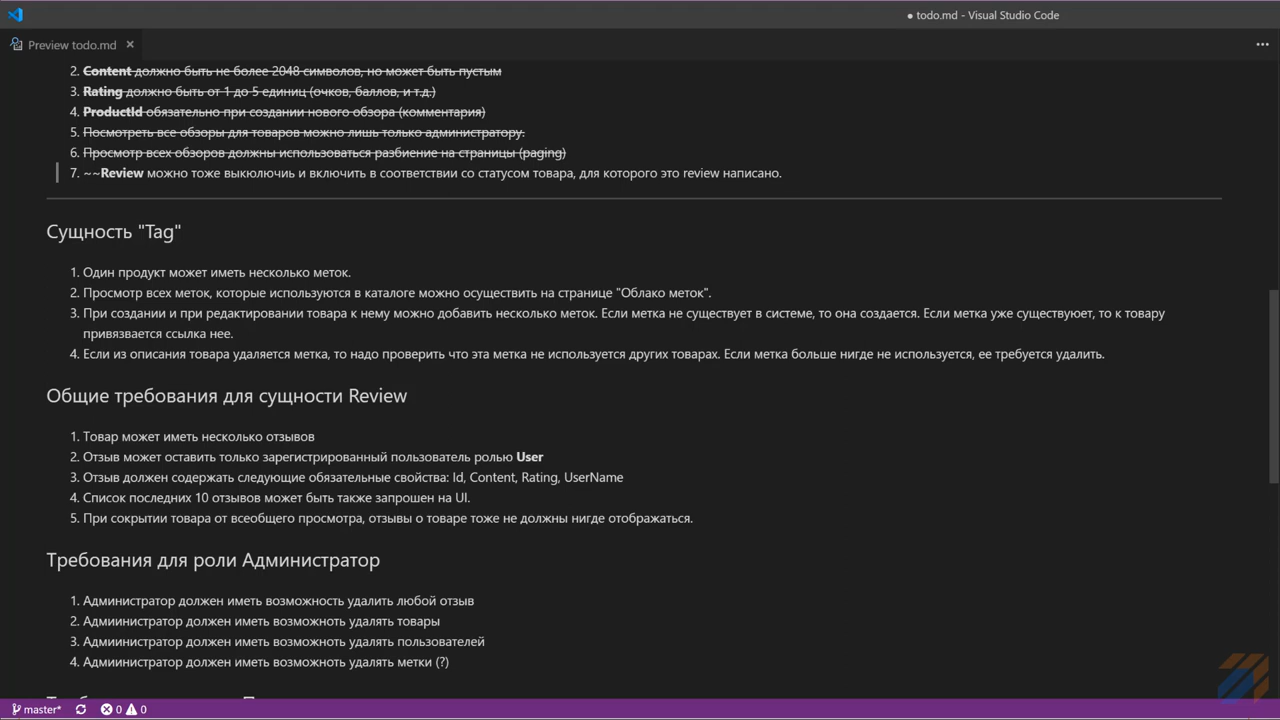 ● todo.md - Visual Studio Code
Preview todo.md ✕ ···
2. Content должно быть не более 2048 символов, но может быть пустым
3. Rating должно быть от 1 до 5 единиц (очков, баллов, и т.д.)
4. ProductId обязательно при создании нового обзора (комментария)
5. Посмотреть все обзоры для товаров можно лишь только администратору.
6. Просмотр всех обзоров должны использоваться разбиение на страницы (paging)
7. ~~Review можно тоже выкюлючиь и включить в соответствии со статусом товара, для которого это review написано.
Сущность "Tag"
1. Один продукт может иметь несколько меток.
2. Просмотр всех меток, которые используются в каталоге можно осуществить на странице "Облако меток".
3. При создании и при редактировании товара к нему можно добавить несколько меток. Если метка не существует в системе, то она создается. Если метка уже существуюет, то к товару
привязвается ссылка нее.
4. Если из описания товара удаляется метка, то надо проверить что эта метка не используется других товарах. Если метка больше нигде не используется, ее требуется удалить.
Общие требования для сущности Review
1. Товар может иметь несколько отзывов
2. Отзыв может оставить только зарегистрированный пользователь ролью User
3. Отзыв должен содержать следующие обязательные свойства: Id, Content, Rating, UserName
4. Список последних 10 отзывов может быть также запрошен на UI.
5. При сокрытии товара от всеобщего просмотра, отзывы о товаре тоже не должны нигде отображаться.
Требования для роли Администратор
1. Администратор должен иметь возможность удалить любой отзыв
2. Адмиинистратор должен иметь возможноть удалять товары
3. Адмиинистратор должен иметь возможноть удалять пользователей
4. Адмиинистратор должен иметь возможноть удалять метки (?)
master* 0 0